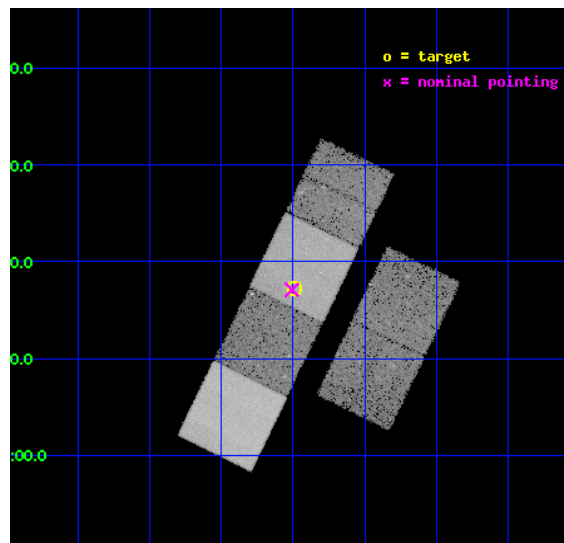 o = target
x = nominal pointing
0.0
0.0
0.0
0.0
:00.0